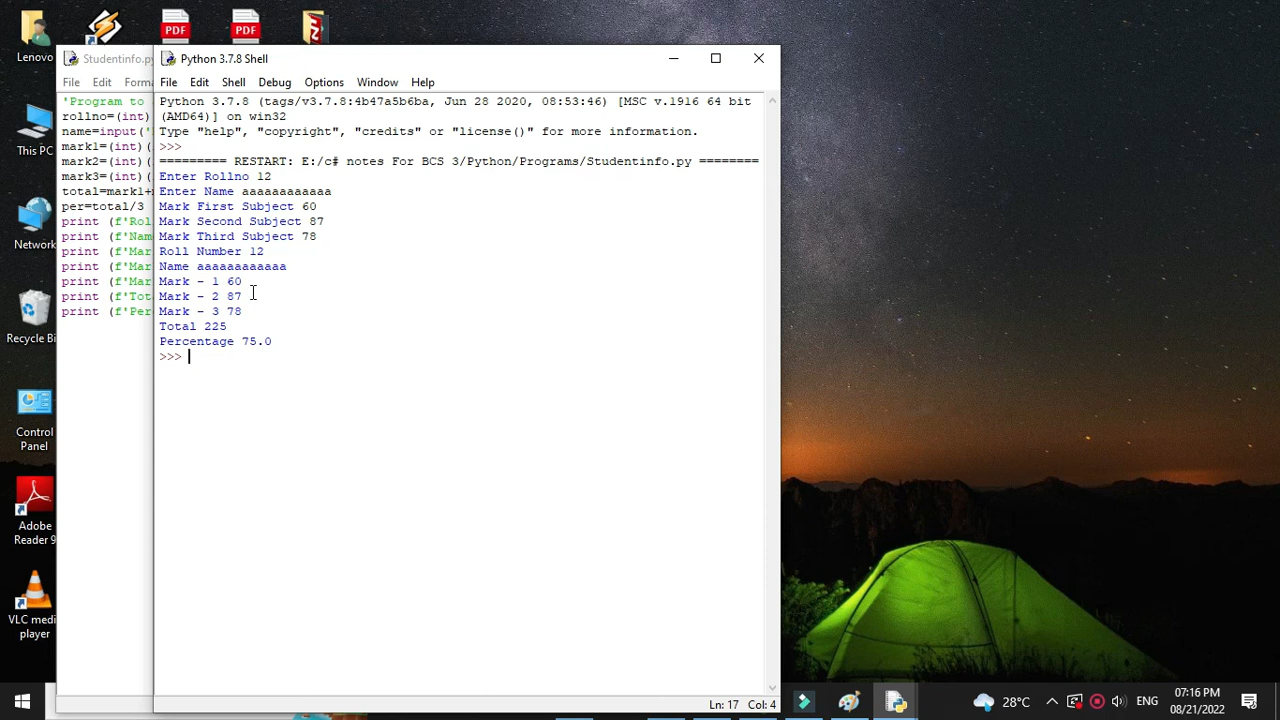 Lenovo
PDF
PDF
This PC
Network
Recycle Bi
Control
Panel
Adobe
Reader 9
VLC medi
player
Studentinfo.py
File Edit Forma
'Program to
rollno=(int)
name=input('
mark1=(int)(
mark2=(int)(
mark3=(int)(
total=mark1+
per=total/3
print (f'Rol
print (f'Nam
print (f'Mar
print (f'Mar
print (f'Mar
print (f'Tot
print (f'Per
Python 3.7.8 Shell
File Edit Shell Debug Options Window Help
Python 3.7.8 (tags/v3.7.8:4b47a5b6ba, Jun 28 2020, 08:53:46) [MSC v.1916 64 bit
(AMD64)] on win32
Type "help", "copyright", "credits" or "license()" for more information.
>>>
========= RESTART: E:/c# notes For BCS 3/Python/Programs/Studentinfo.py ========
Enter Rollno 12
Enter Name aaaaaaaaaaaa
Mark First Subject 60
Mark Second Subject 87
Mark Third Subject 78
Roll Number 12
Name aaaaaaaaaaaa
Mark - 1 60
Mark - 2 87
Mark - 3 78
Total 225
Percentage 75.0
>>>
Ln: 17 Col: 4
28°C
ENG
07:16 PM
08/21/2022